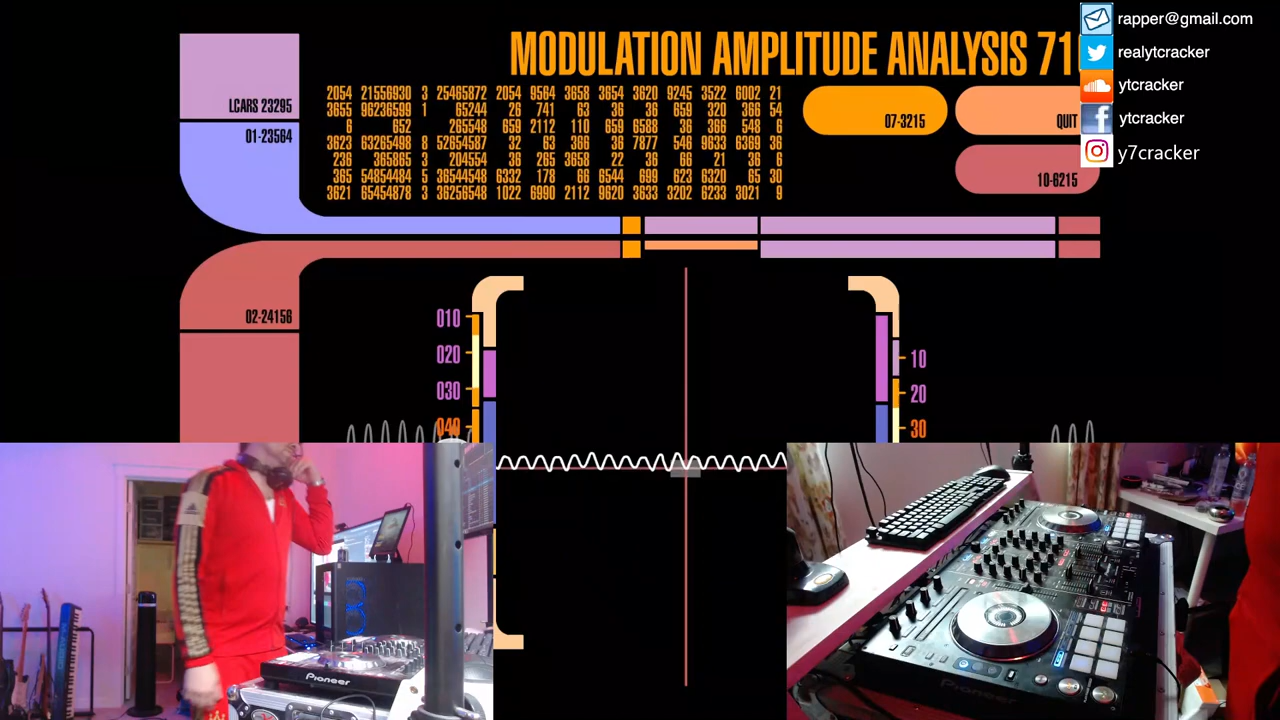 MODULATION AMPLITUDE ANALYSIS 71
LCARS 23295
01-23564
2054 21556930 3 25465872 2054 9564 3658 3654 3620 9245 3522 6002 21
3655 96236599 1 65244 26 741 63 36 36 659 320 366 54
6 652 265548 659 2112 110 659 6588 36 366 548 6
3623 63265498 8 52654587 32 63 366 36 7877 546 9633 6369 36
236 365863 3 204554 36 265 3658 22 36 66 21 36 6
365 54854484 5 36544548 6332 178 66 6544 699 623 6320 65 30
3621 65454878 3 36256548 1022 6990 2112 9620 3633 3202 6233 3021 9
07-3215
QUIT
10-6215
rapper@gmail.com
realytcracker
ytcracker
ytcracker
y7cracker
02-24156
010
020
030
040
10
20
30
Pioneer
Pioneer